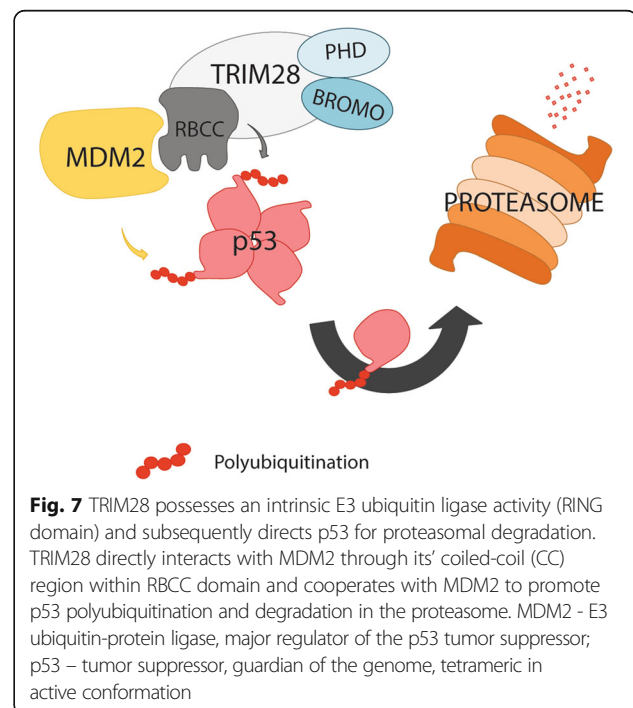 PHD
TRIM28
BROMO
RBCC
MDM2
PROTEASOME
p53
Polyubiquitination
Fig. 7 TRIM28 possesses an intrinsic E3 ubiquitin ligase activity (RING
domain) and subsequently directs p53 for proteasomal degradation.
TRIM28 directly interacts with MDM2 through its' coiled-coil (CC)
region within RBCC domain and cooperates with MDM2 to promote
p53 polyubiquitination and degradation in the proteasome. MDM2 - E3
ubiquitin-protein ligase, major regulator of the p53 tumor suppressor;
p53 – tumor suppressor, guardian of the genome, tetrameric in
active conformation